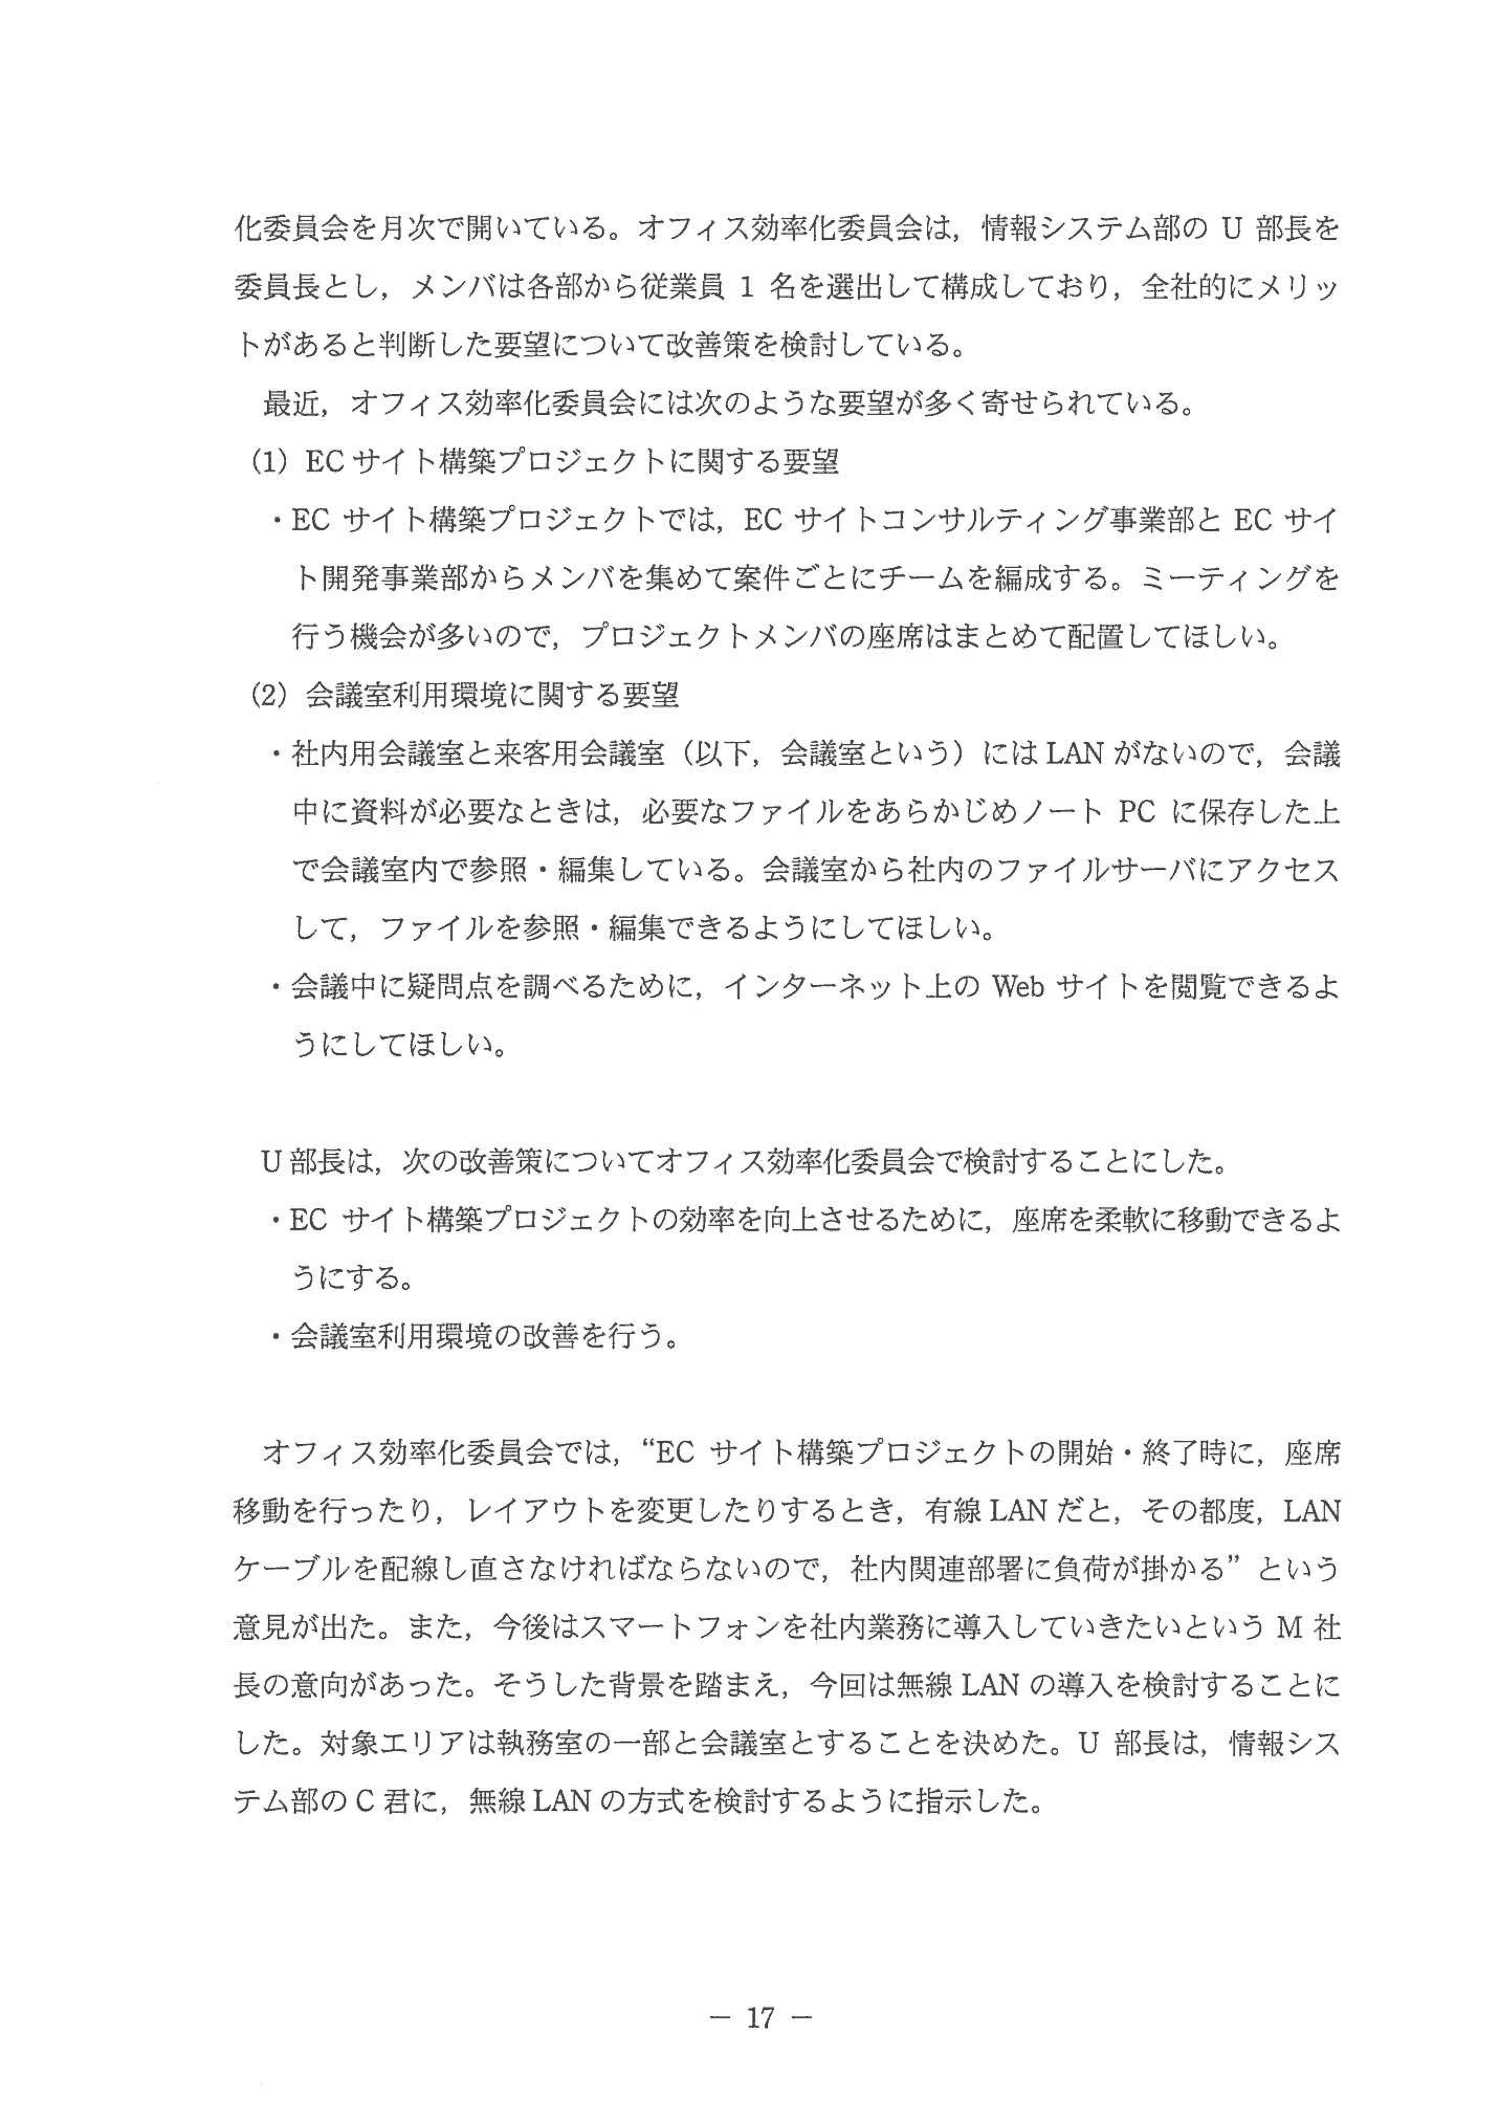 化委員会を月次で開いている。オフィス効率化委員会は，情報システム部の U 部長を
委員長とし，メンバは各部から従業員 1 名を選出して構成しており，全社的にメリッ
トがあると判断した要望について改善策を検討している。
最近，オフィス効率化委員会には次のような要望が多く寄せられている。
(1) EC サイト構築プロジェクトに関する要望
・EC サイト構築プロジェクトでは，EC サイトコンサルティング事業部と EC サイ
ト開発事業部からメンバを集めて案件ごとにチームを編成する。ミーティングを
行う機会が多いので，プロジェクトメンバの座席はまとめて配置してほしい。
(2) 会議室利用環境に関する要望
・社内用会議室と来客用会議室（以下，会議室という）には LAN がないので，会議
中に資料が必要なときは，必要なファイルをあらかじめノート PC に保存した上
で会議室内で参照・編集している。会議室から社内のファイルサーバにアクセス
して，ファイルを参照・編集できるようにしてほしい。
・会議中に疑問点を調べるために，インターネット上の Web サイトを閲覧できるよ
うにしてほしい。
U 部長は，次の改善策についてオフィス効率化委員会で検討することにした。
・EC サイト構築プロジェクトの効率を向上させるために，座席を柔軟に移動できるよ
うにする。
・会議室利用環境の改善を行う。
オフィス効率化委員会では，“EC サイト構築プロジェクトの開始・終了時に，座席
移動を行ったり，レイアウトを変更したりするとき，有線 LAN だと，その都度，LAN
ケーブルを配線し直さなければならないので，社内関連部署に負荷が掛かる” という
意見が出た。また，今後はスマートフォンを社内業務に導入していきたいという M 社
長の意向があった。そうした背景を踏まえ，今回は無線 LAN の導入を検討することに
した。対象エリアは執務室の一部と会議室とすることを決めた。U 部長は，情報シス
テム部の C 君に，無線 LAN の方式を検討するように指示した。
－ 17 －